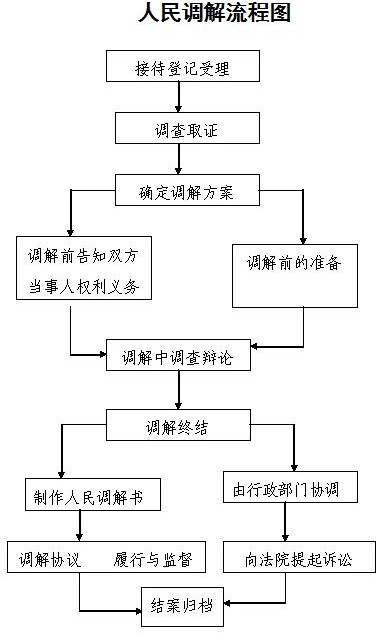 人民调解流程图
接待登记受理
调查取证
确定调解方案
调解前告知双方
当事人权利义务
调解前的准备
调解中调查辩论
调解终结
制作人民调解书
由行政部门协调
调解协议 履行与监督
向法院提起诉讼
结案归档